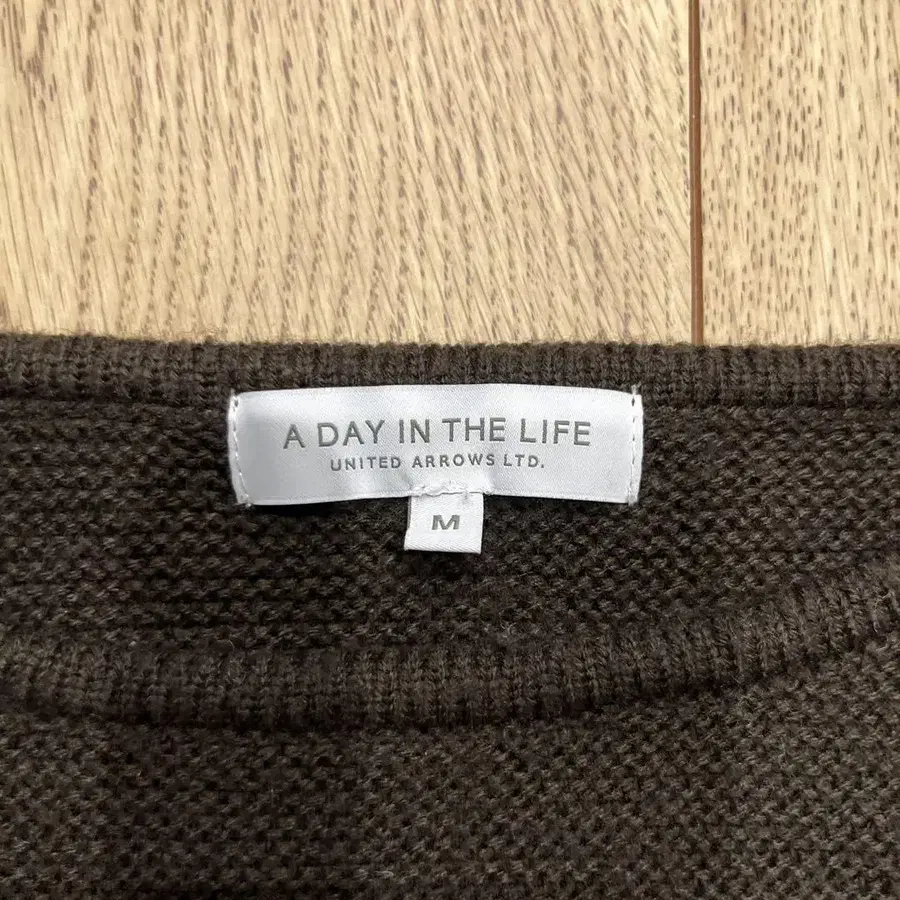 A DAY IN THE LIFE
UNITED ARROWS LTD.
M